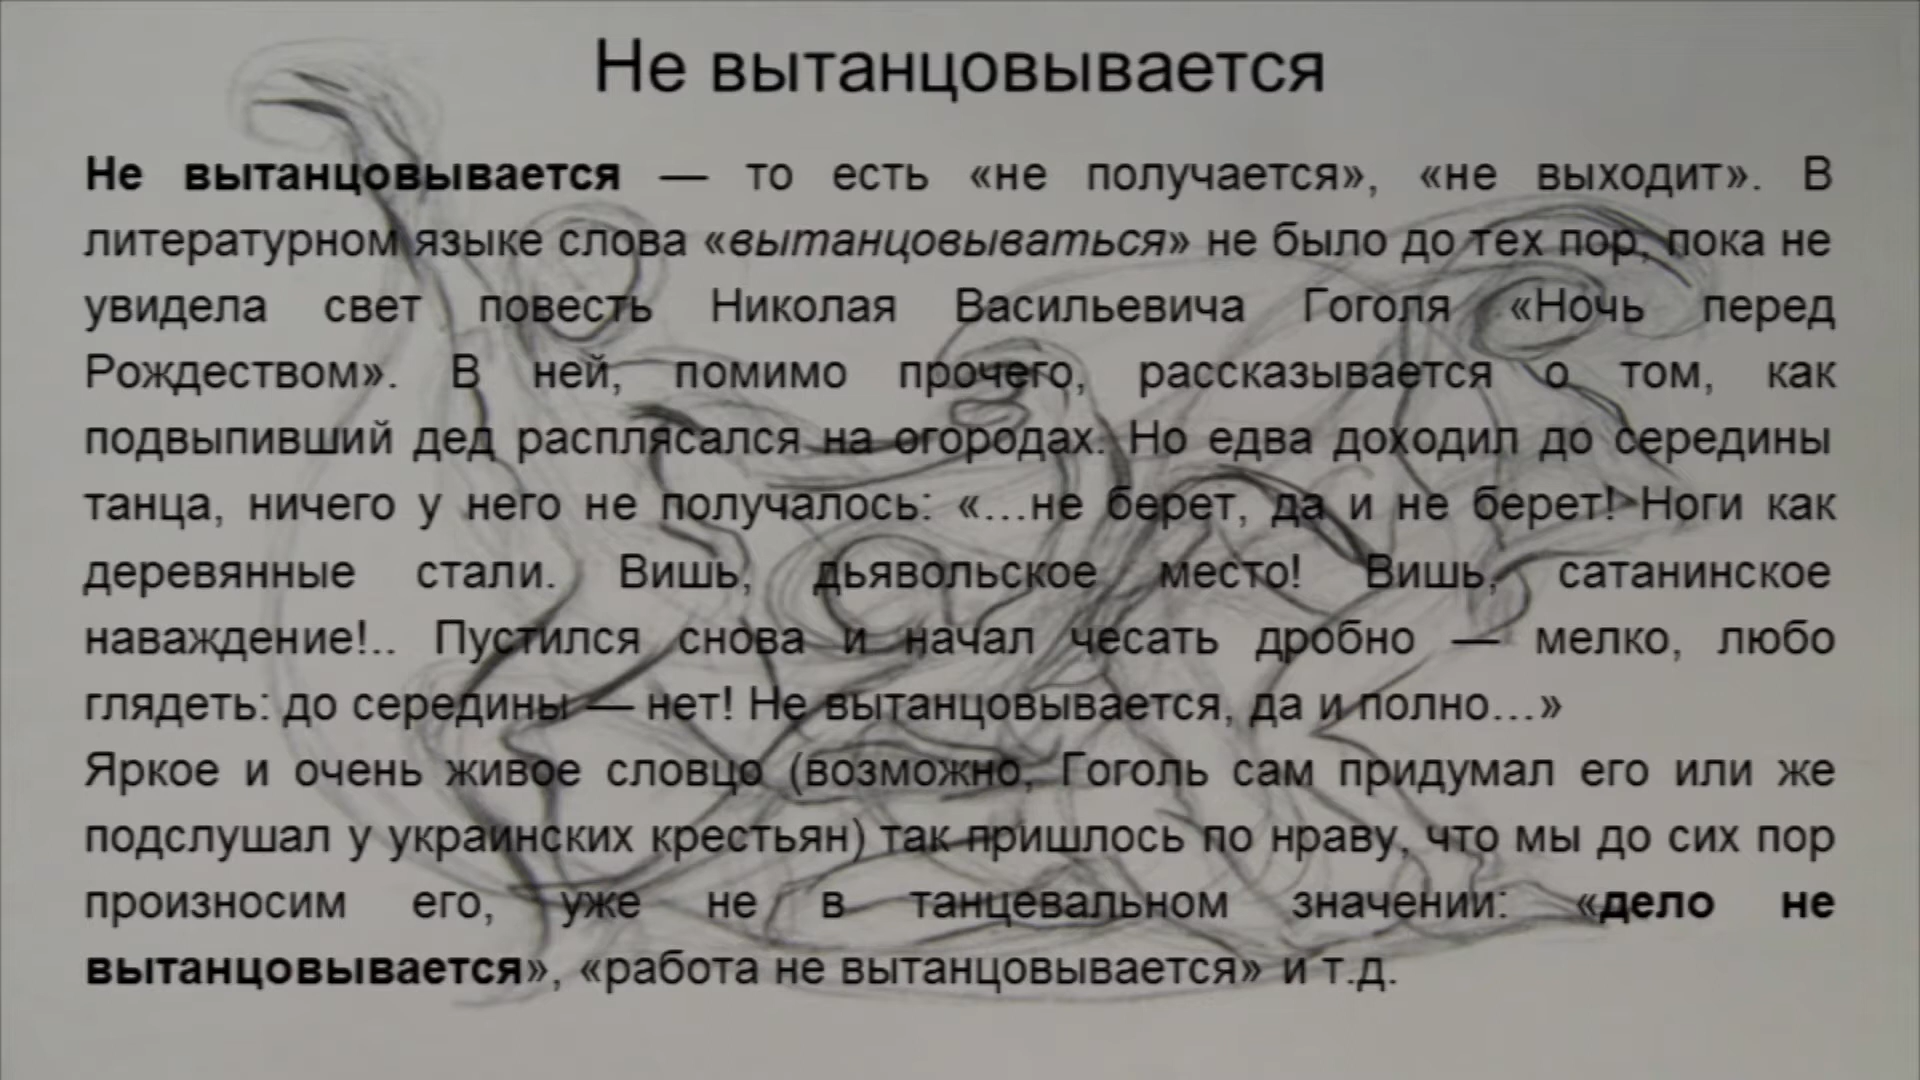 Не вытанцовывается
Не вытанцовывается — то есть «не получается», «не выходит». В
литературном языке слова «вытанцовываться» не было до тех пор, пока не
увидела свет повесть Николая Васильевича Гоголя «Ночь перед
Рождеством». В ней, помимо прочего, рассказывается о том, как
подвыпивший дед расплясался на огородах. Но едва доходил до середины
танца, ничего у него не получалось: «…не берет, да и не берет! Ноги как
деревянные стали. Вишь, дьявольское место! Вишь, сатанинское
наваждение!.. Пустился снова и начал чесать дробно — мелко, любо
глядеть: до середины — нет! Не вытанцовывается, да и полно…»
Яркое и очень живое словцо (возможно, Гоголь сам придумал его или же
подслушал у украинских крестьян) так пришлось по нраву, что мы до сих пор
произносим его, уже не в танцевальном значении: «дело не
вытанцовывается», «работа не вытанцовывается» и т.д.